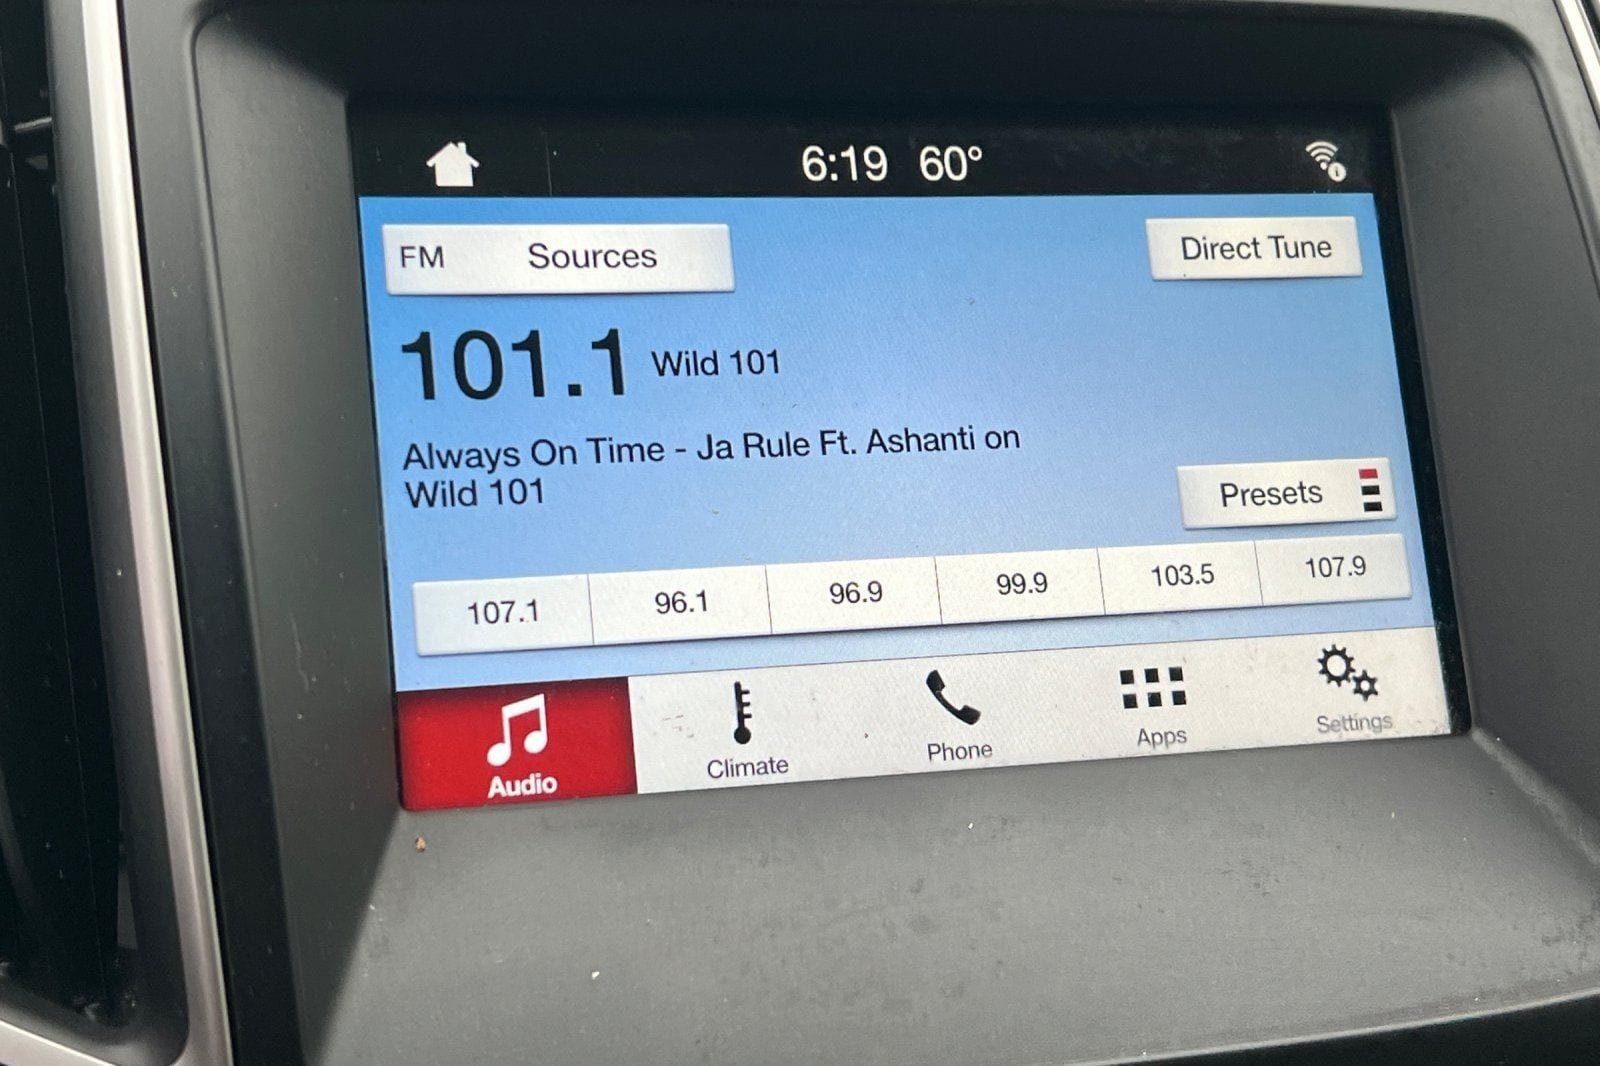 6:19 60°
FM Sources
Direct Tune
101.1 Wild 101
Always On Time - Ja Rule Ft. Ashanti on
Wild 101
Presets
107.1 96.1 96.9 99.9 103.5 107.9
Audio Climate Phone Apps Settings